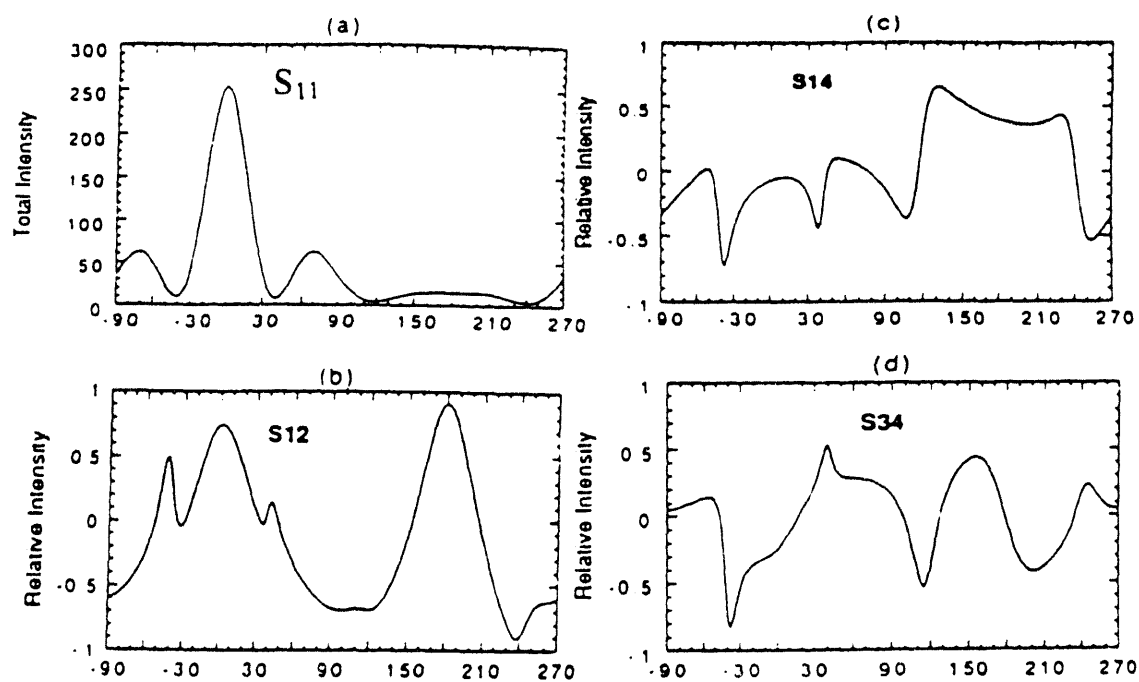 (a)
300
250
200
150
100
50
0
Total Intensity
S11
-90 -30 30 90 150 210 270
(c)
1
0.5
0
-0.5
-1
Relative Intensity
S14
-90 -30 30 90 150 210 270
(b)
1
0 5
0
-0 5
-1
Relative Intensity
S12
-90 -30 30 90 150 210 270
(d)
1
0 5
0
-0 5
-1
Relative Intensity
S34
-90 -30 30 90 150 210 270